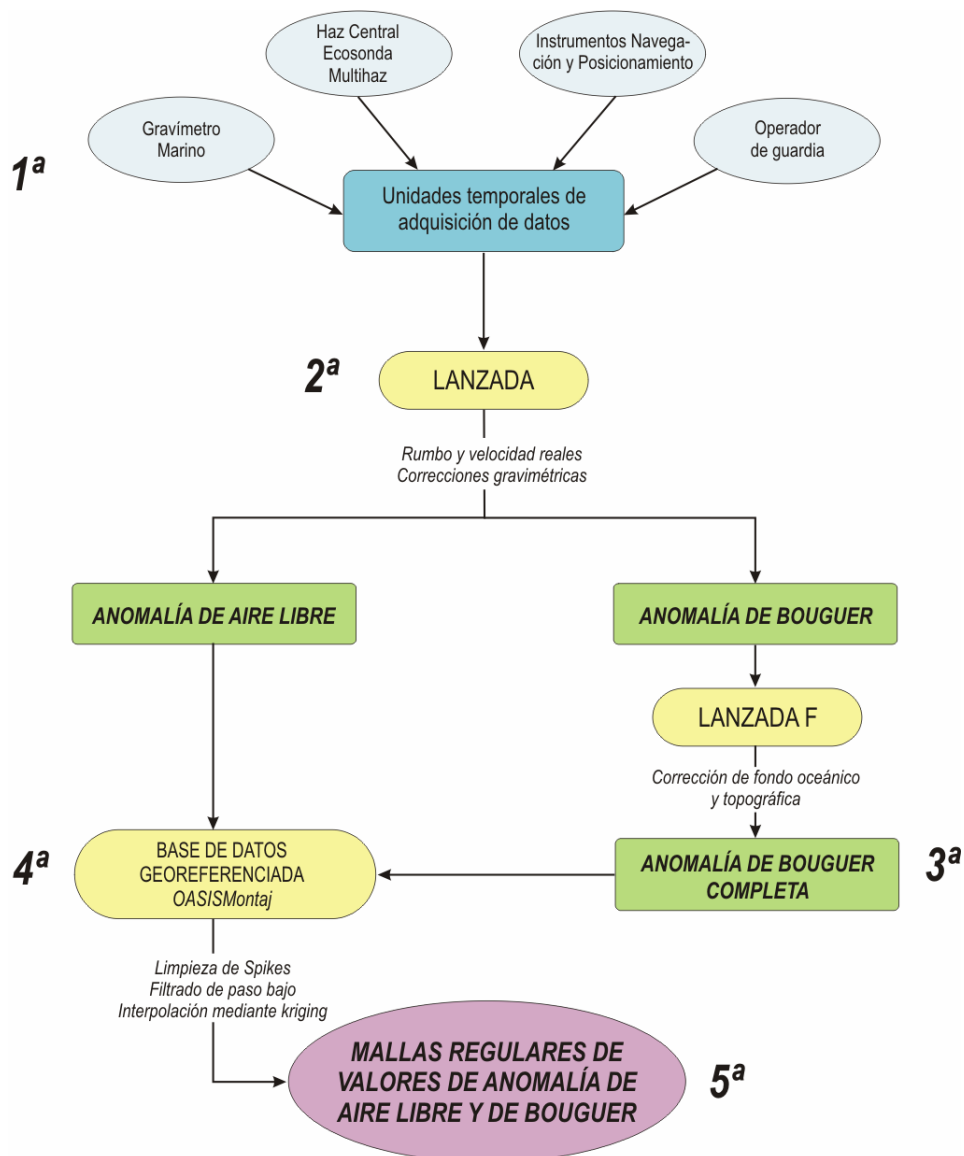 Haz Central
Ecosonda
Multihaz
Instrumentos Navega-
ción y Posicionamiento
Gravímetro
Marino
Operador
de guardia
1ª
Unidades temporales de
adquisición de datos
2ª
LANZADA
Rumbo y velocidad reales
Correcciones gravimétricas
ANOMALÍA DE AIRE LIBRE
ANOMALÍA DE BOUGUER
LANZADA F
Corrección de fondo oceánico
y topográfica
4ª
BASE DE DATOS
GEOREFERENCIADA
OASISMontaj
ANOMALÍA DE BOUGUER
COMPLETA
3ª
Limpieza de Spikes
Filtrado de paso bajo
Interpolación mediante kriging
MALLAS REGULARES DE
VALORES DE ANOMALÍA DE
AIRE LIBRE Y DE BOUGUER
5ª